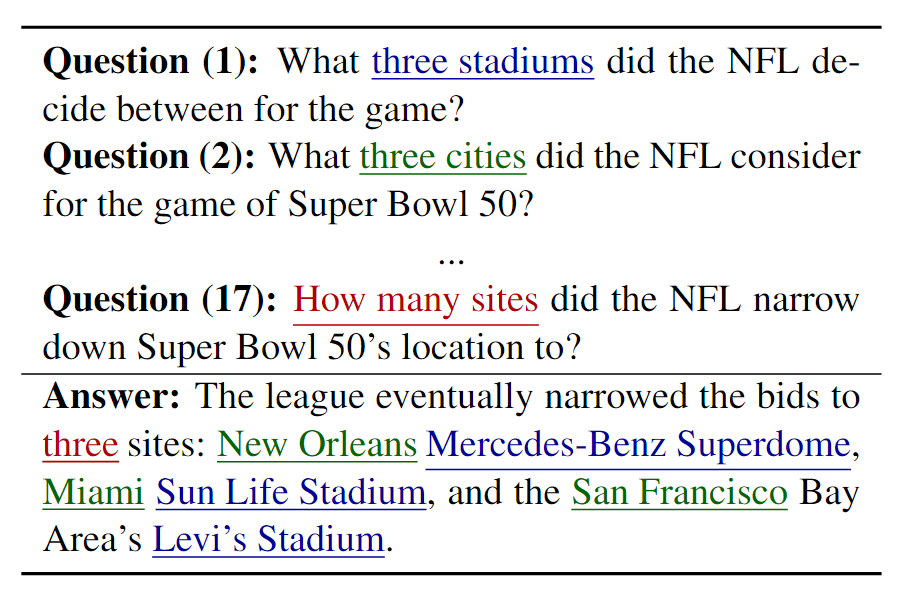 Question (1): What three stadiums did the NFL de-
cide between for the game?
Question (2): What three cities did the NFL consider
for the game of Super Bowl 50?
...
Question (17): How many sites did the NFL narrow
down Super Bowl 50's location to?
Answer: The league eventually narrowed the bids to
three sites: New Orleans Mercedes-Benz Superdome,
Miami Sun Life Stadium, and the San Francisco Bay
Area's Levi's Stadium.